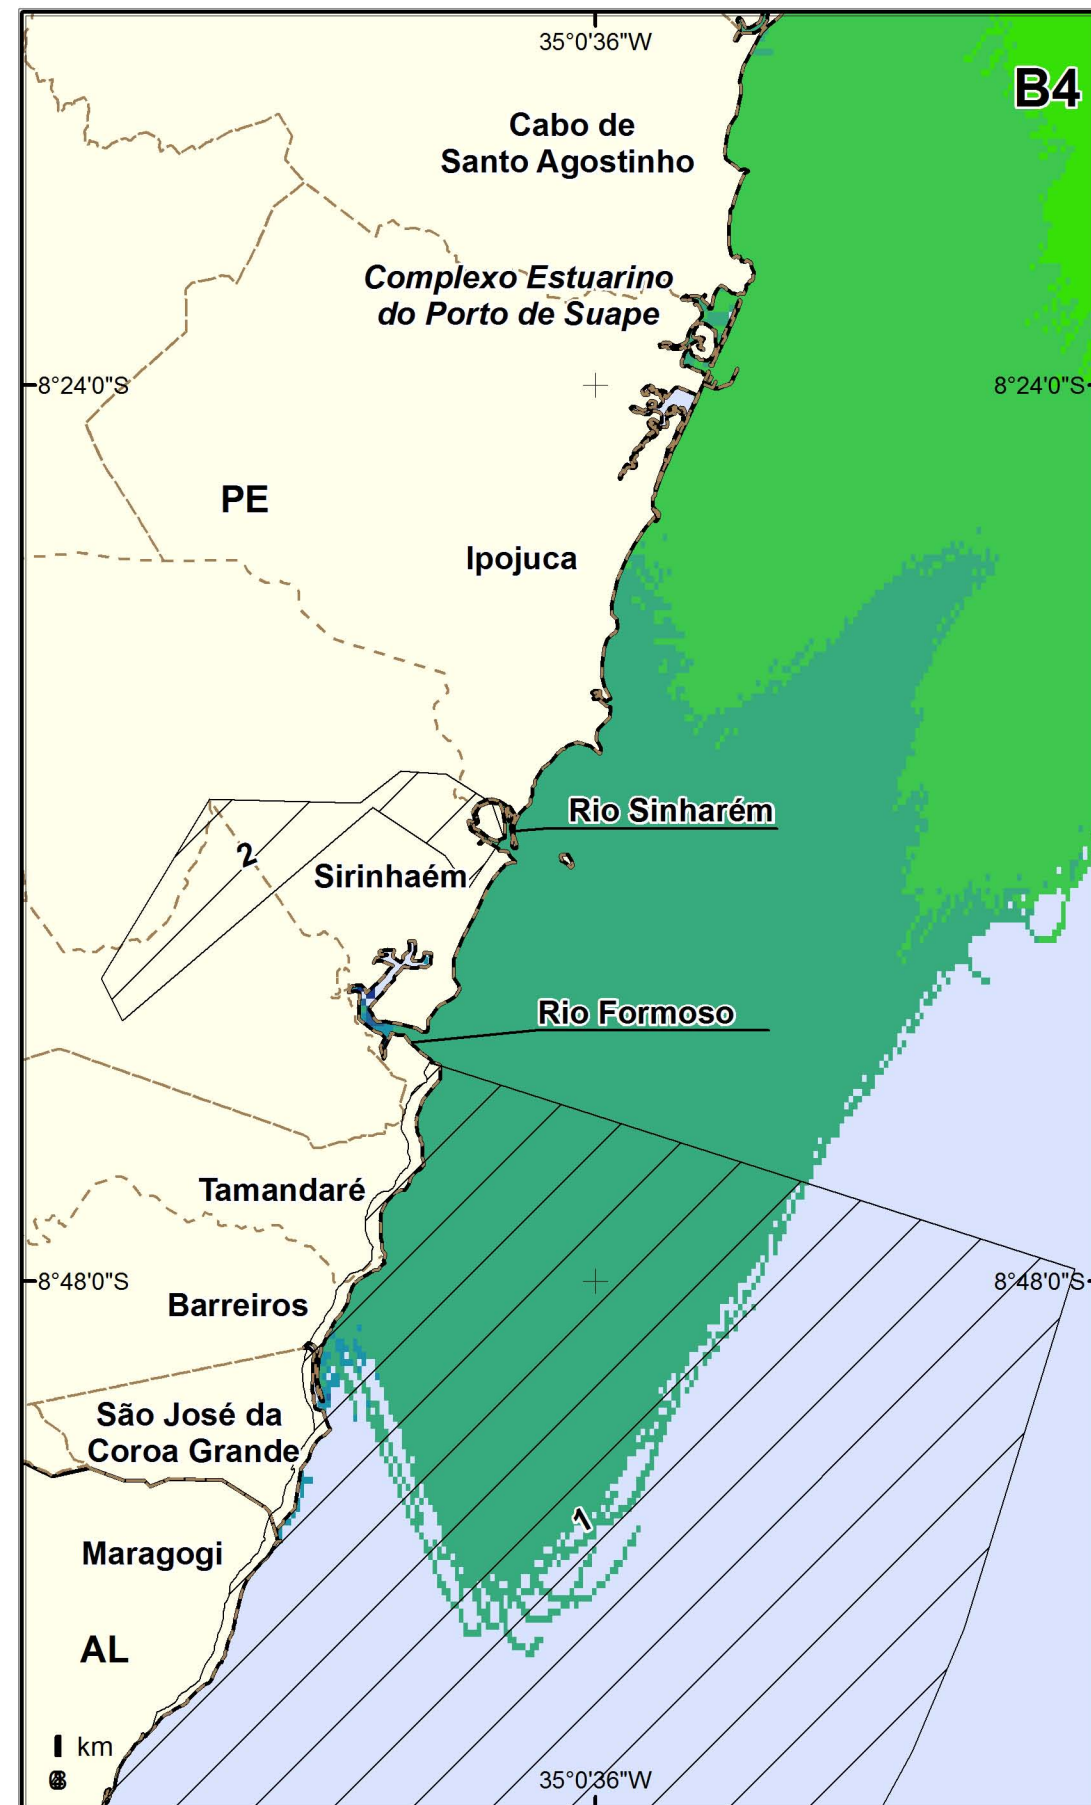 35°0'36"W
B4
Cabo de
Santo Agostinho
Complexo Estuarino
do Porto de Suape
8°24'0"S
8°24'0"S
PE
Ipojuca
Rio Sinharém
2
Sirinhaém
Rio Formoso
Tamandaré
8°48'0"S
8°48'0"S
Barreiros
São José da
Coroa Grande
1
Maragogi
AL
km
35°0'36"W